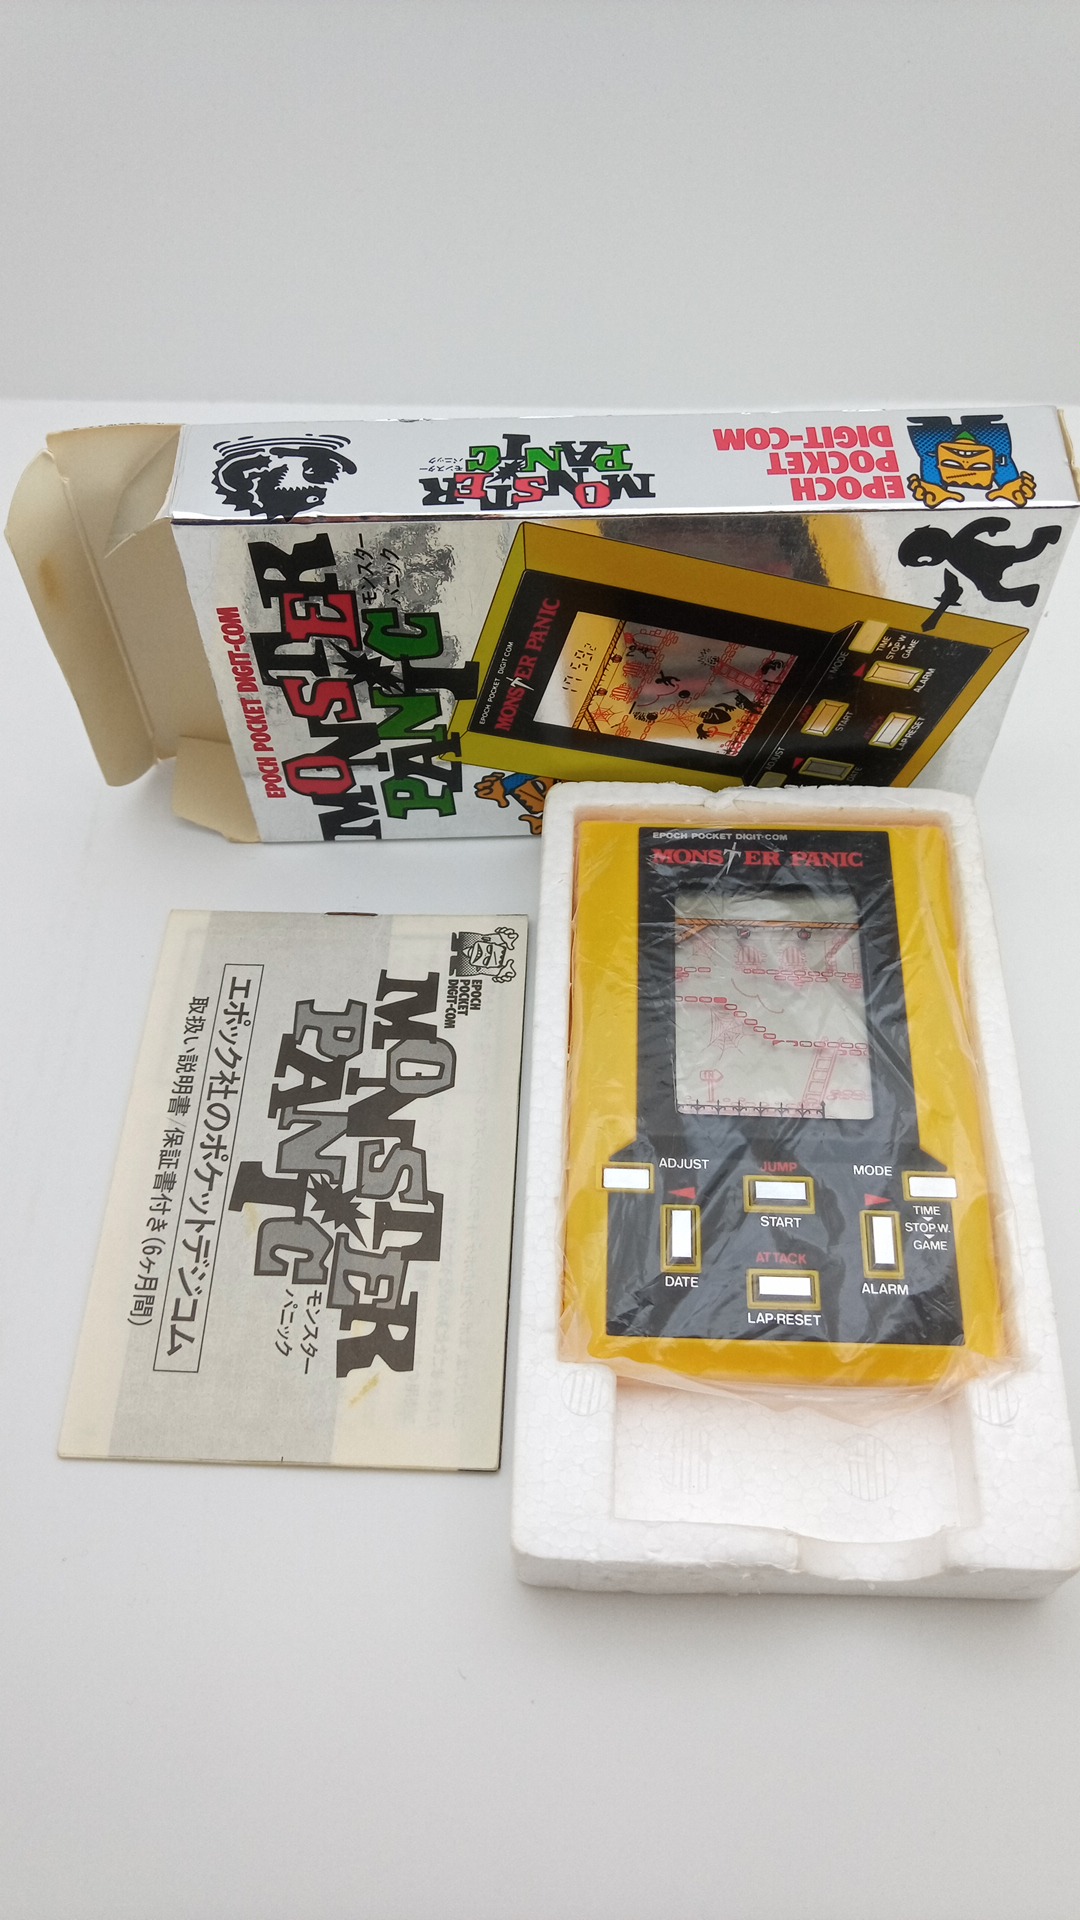 EPOCH
POCKET
DIGIT-COM
MONSTER
PANIC
モンスター
パニック
EPOCH POCKET DIGIT-COM
MONSTER
PANIC
モンスター
パニック
EPOCH POCKET DIGIT-COM
MONSTER PANIC
MODE
TIME
STOP.W.
GAME
ALARM
START
LAP·RESET
ADJUST
DATE
EPOCH POCKET DIGIT-COM
MONSTER PANIC
ADJUST
JUMP
MODE
START
TIME
STOP.W.
GAME
DATE
ATTACK
ALARM
LAP·RESET
EPOCH
POCKET
DIGIT-COM
MONSTER
PANIC
モンスター
パニック
エポック社のポケットデジコム
取扱い説明書/保証書付き(6ヶ月間)